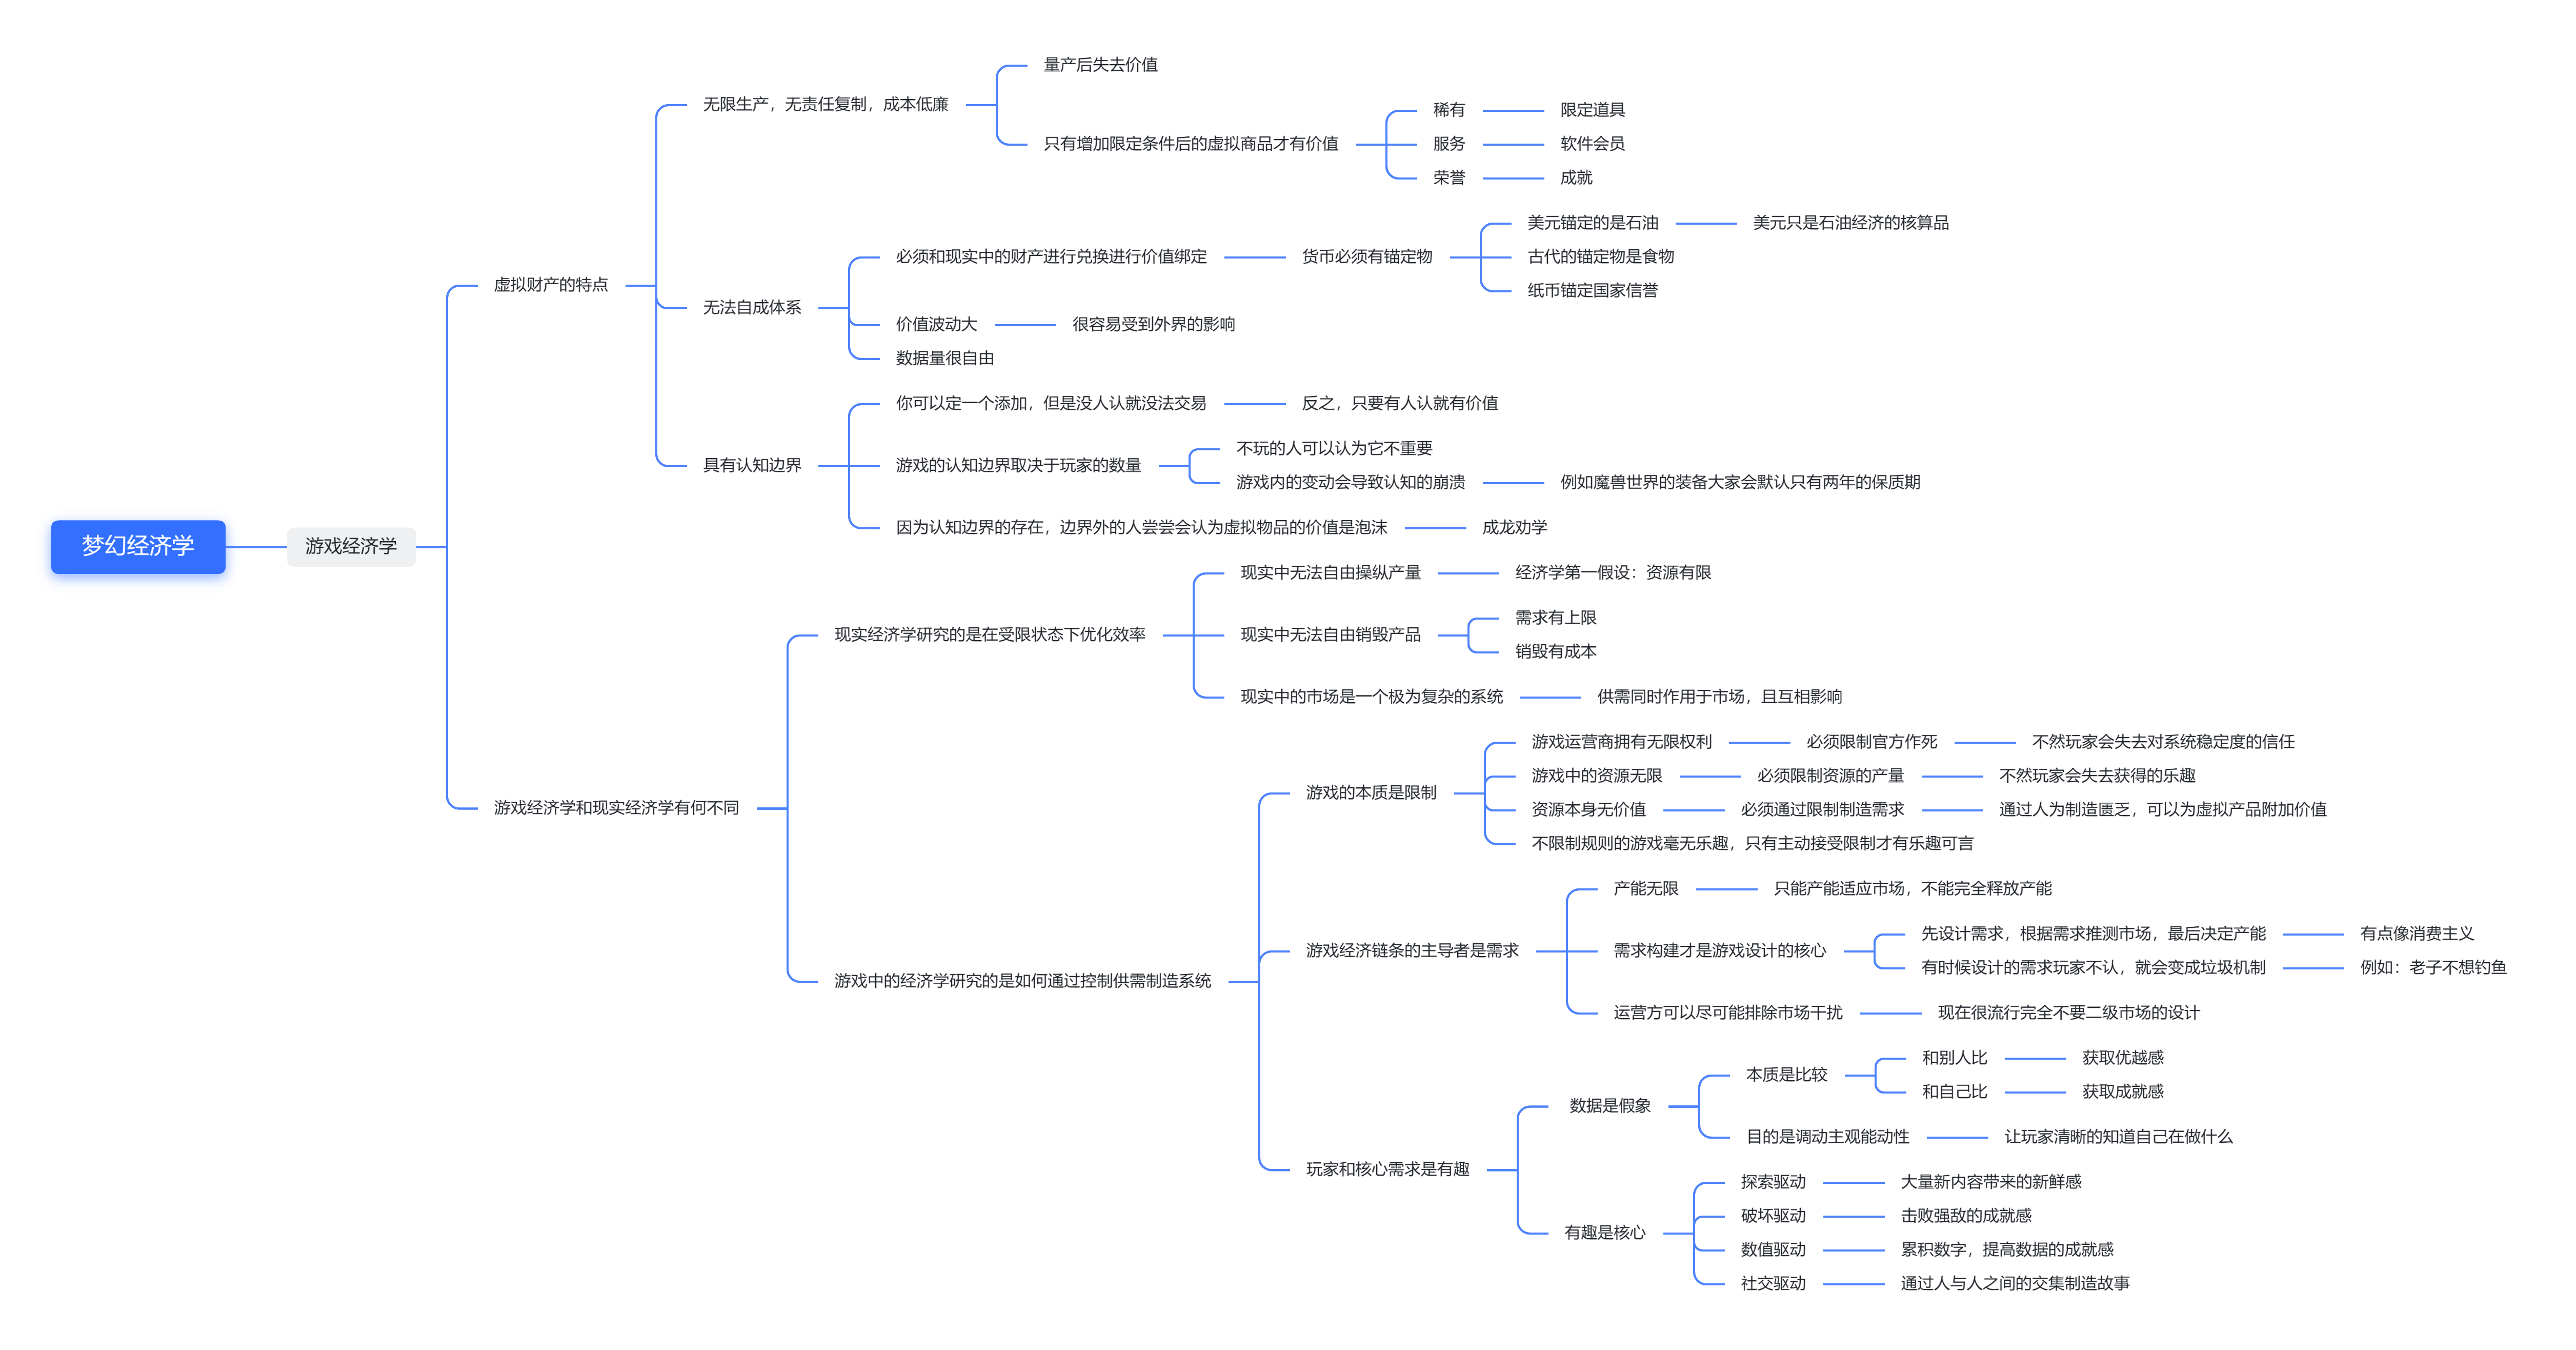 梦幻经济学
游戏经济学
虚拟财产的特点
无限生产，无责任复制，成本低廉
量产后失去价值
只有增加限定条件后的虚拟商品才有价值
稀有
限定道具
服务
软件会员
荣誉
成就
无法自成体系
必须和现实中的财产进行兑换进行价值绑定
货币必须有锚定物
美元锚定的是石油
美元只是石油经济的核算品
古代的锚定物是食物
纸币锚定国家信誉
价值波动大
很容易受到外界的影响
数据量很自由
具有认知边界
你可以定一个添加，但是没人认就没法交易
反之，只要有人认就有价值
游戏的认知边界取决于玩家的数量
不玩的人可以认为它不重要
游戏内的变动会导致认知的崩溃
例如魔兽世界的装备大家会默认只有两年的保质期
因为认知边界的存在，边界外的人尝尝会认为虚拟物品的价值是泡沫
成龙劝学
游戏经济学和现实经济学有何不同
现实经济学研究的是在受限状态下优化效率
现实中无法自由操纵产量
经济学第一假设：资源有限
现实中无法自由销毁产品
需求有上限
销毁有成本
现实中的市场是一个极为复杂的系统
供需同时作用于市场，且互相影响
游戏中的经济学研究的是如何通过控制供需制造系统
游戏的本质是限制
游戏运营商拥有无限权利
必须限制官方作死
不然玩家会失去对系统稳定度的信任
游戏中的资源无限
必须限制资源的产量
不然玩家会失去获得的乐趣
资源本身无价值
必须通过限制制造需求
通过人为制造匮乏，可以为虚拟产品附加价值
不限制规则的游戏毫无乐趣，只有主动接受限制才有乐趣可言
游戏经济链条的主导者是需求
产能无限
只能产能适应市场，不能完全释放产能
需求构建才是游戏设计的核心
先设计需求，根据需求推测市场，最后决定产能
有点像消费主义
有时候设计的需求玩家不认，就会变成垃圾机制
例如：老子不想钓鱼
运营方可以尽可能排除市场干扰
现在很流行完全不要二级市场的设计
玩家和核心需求是有趣
数据是假象
本质是比较
和别人比
获取优越感
和自己比
获取成就感
目的是调动主观能动性
让玩家清晰的知道自己在做什么
有趣是核心
探索驱动
大量新内容带来的新鲜感
破坏驱动
击败强敌的成就感
数值驱动
累积数字，提高数据的成就感
社交驱动
通过人与人之间的交集制造故事